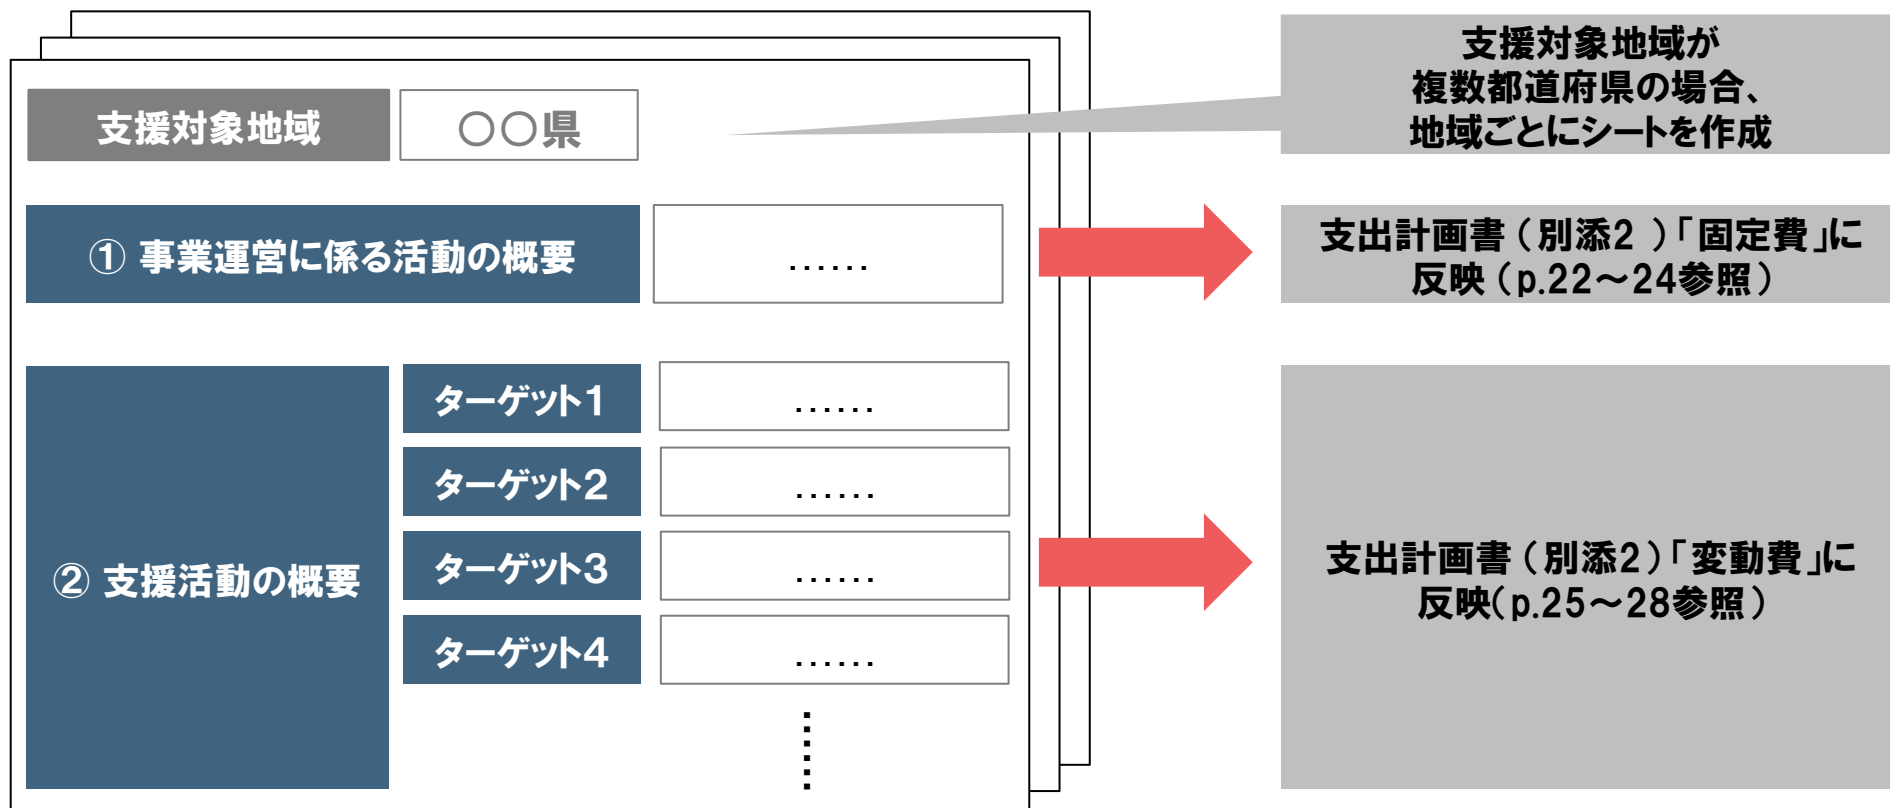 支援対象地域
〇〇県
支援対象地域が
複数都道府県の場合、
地域ごとにシートを作成
① 事業運営に係る活動の概要
......
支出計画書（別添2 ）「固定費」に
反映（p.22～24参照）
② 支援活動の概要
ターゲット1
......
ターゲット2
......
ターゲット3
......
ターゲット4
......
......
支出計画書（別添2）「変動費」に
反映(p.25～28参照）